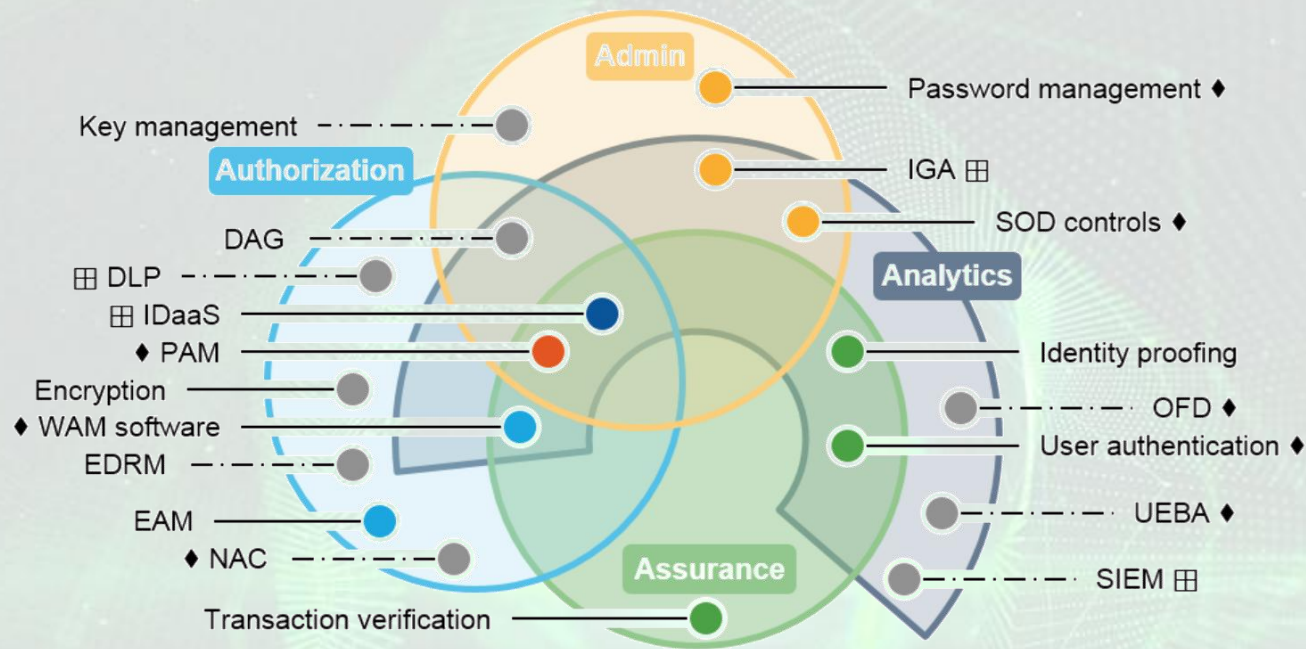 Admin
Password management ♦
Key management
Authorization
IGA ⊞
SOD controls ♦
DAG
⊞ DLP
Analytics
⊞ IDaaS
♦ PAM
Identity proofing
Encryption
OFD ♦
♦ WAM software
User authentication ♦
EDRM
EAM
UEBA ♦
♦ NAC
Assurance
SIEM ⊞
Transaction verification